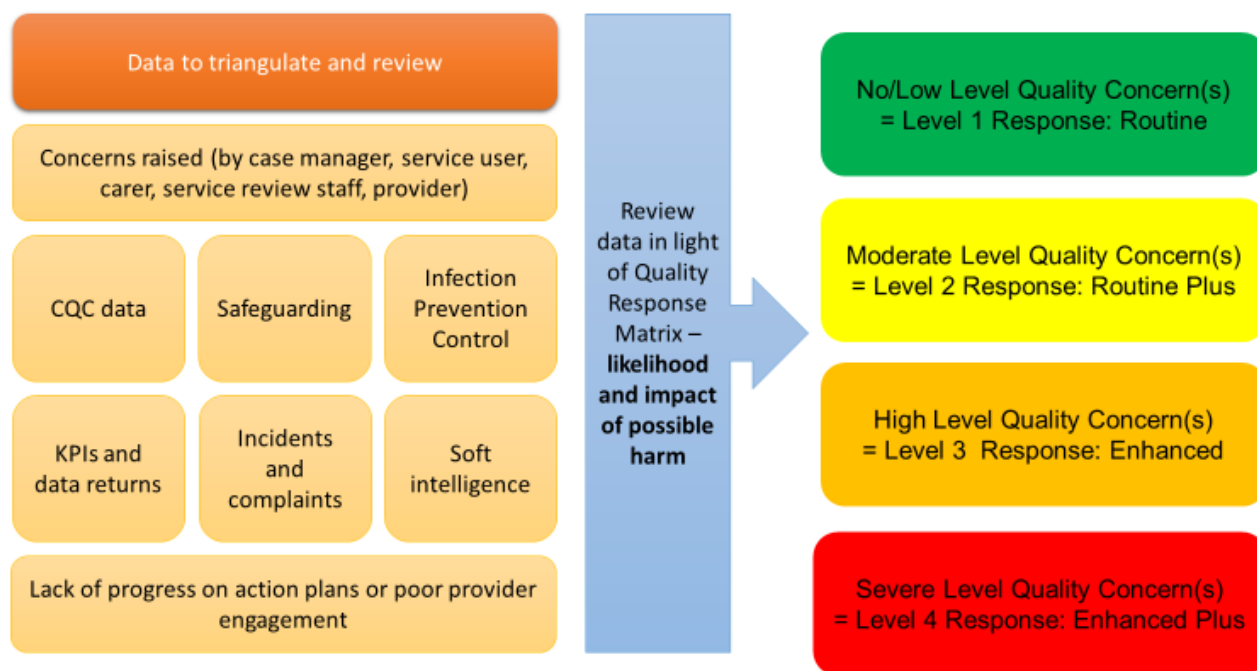 Data to triangulate and review
Concerns raised (by case manager, service user,
carer, service review staff, provider)
CQC data
Safeguarding
Infection
Prevention
Control
KPIs and
data returns
Incidents
and
complaints
Soft
intelligence
Lack of progress on action plans or poor provider
engagement
Review
data in light
of Quality
Response
Matrix –
likelihood
and impact
of possible
harm
No/Low Level Quality Concern(s)
= Level 1 Response: Routine
Moderate Level Quality Concern(s)
= Level 2 Response: Routine Plus
High Level Quality Concern(s)
= Level 3  Response: Enhanced
Severe Level Quality Concern(s)
= Level 4 Response: Enhanced Plus